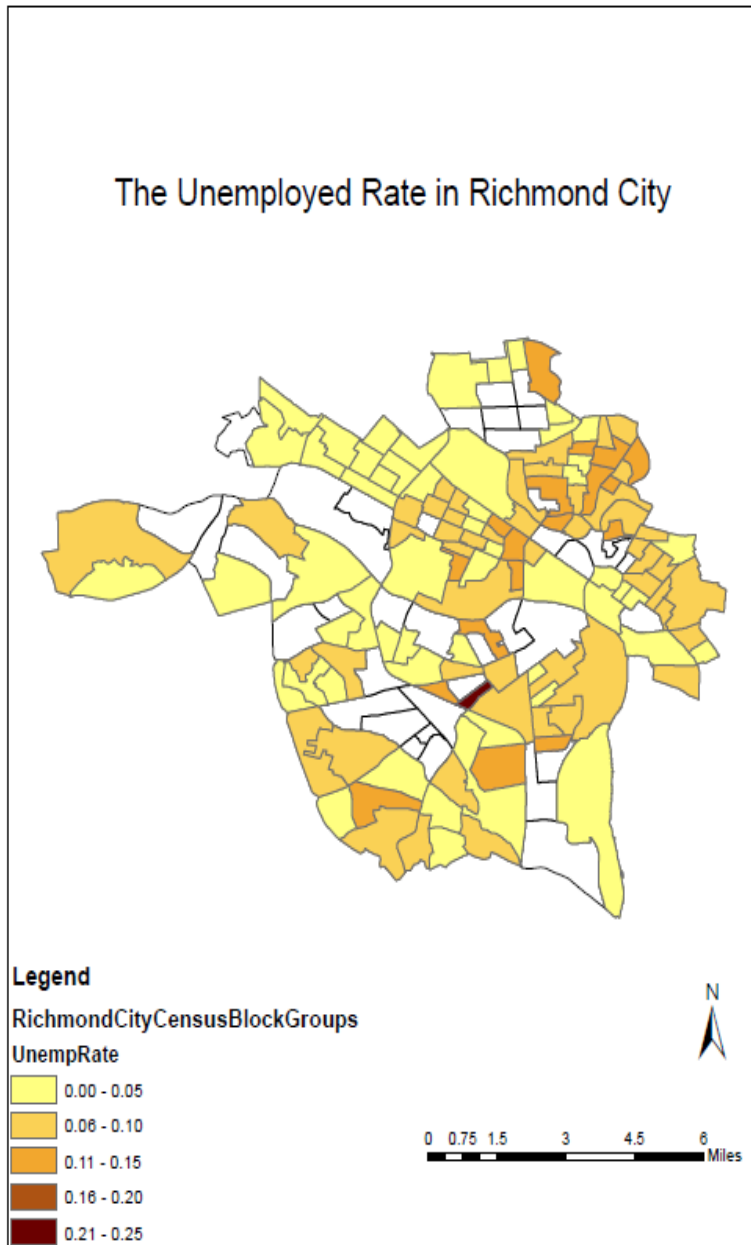 The Unemployed Rate in Richmond City
Legend
RichmondCityCensusBlockGroups
UnempRate
0.00 - 0.05
0.06 - 0.10
0.11 - 0.15
0.16 - 0.20
0.21 - 0.25
N
0 0.75 1.5 3 4.5 6
Miles